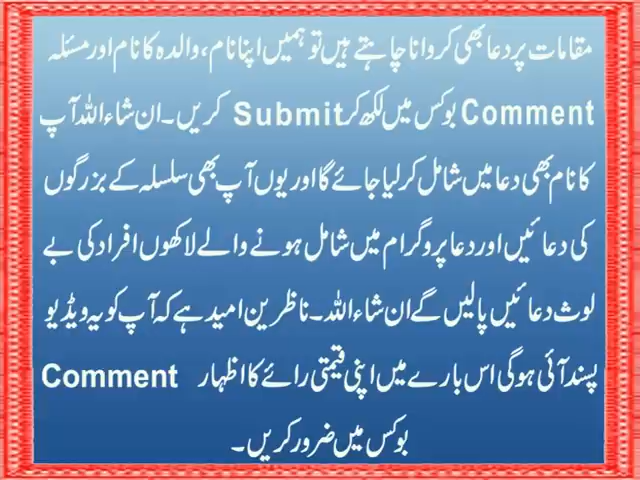 مقامات پر دعا بھی کروانا چاہتے ہیں تو ہمیں اپنا نام، والدہ کا نام اور مسئلہ
Comment بوکس میں لکھ کر Submit کریں۔ ان شاء اللہ آپ
کا نام بھی دعا میں شامل کر لیا جائے گا اور یوں آپ بھی سلسلہ کے بزرگوں
کی دعائیں اور دعا پروگرام میں شامل ہونے والے لاکھوں افراد کی بے
لوث دعائیں پالیں گے ان شاء اللہ۔ ناظرین امید ہے کہ آپ کو یہ ویڈیو
پسند آئی ہوگی اس بارے میں اپنی قیمتی رائے کا اظہار Comment
بوکس میں ضرور کریں۔